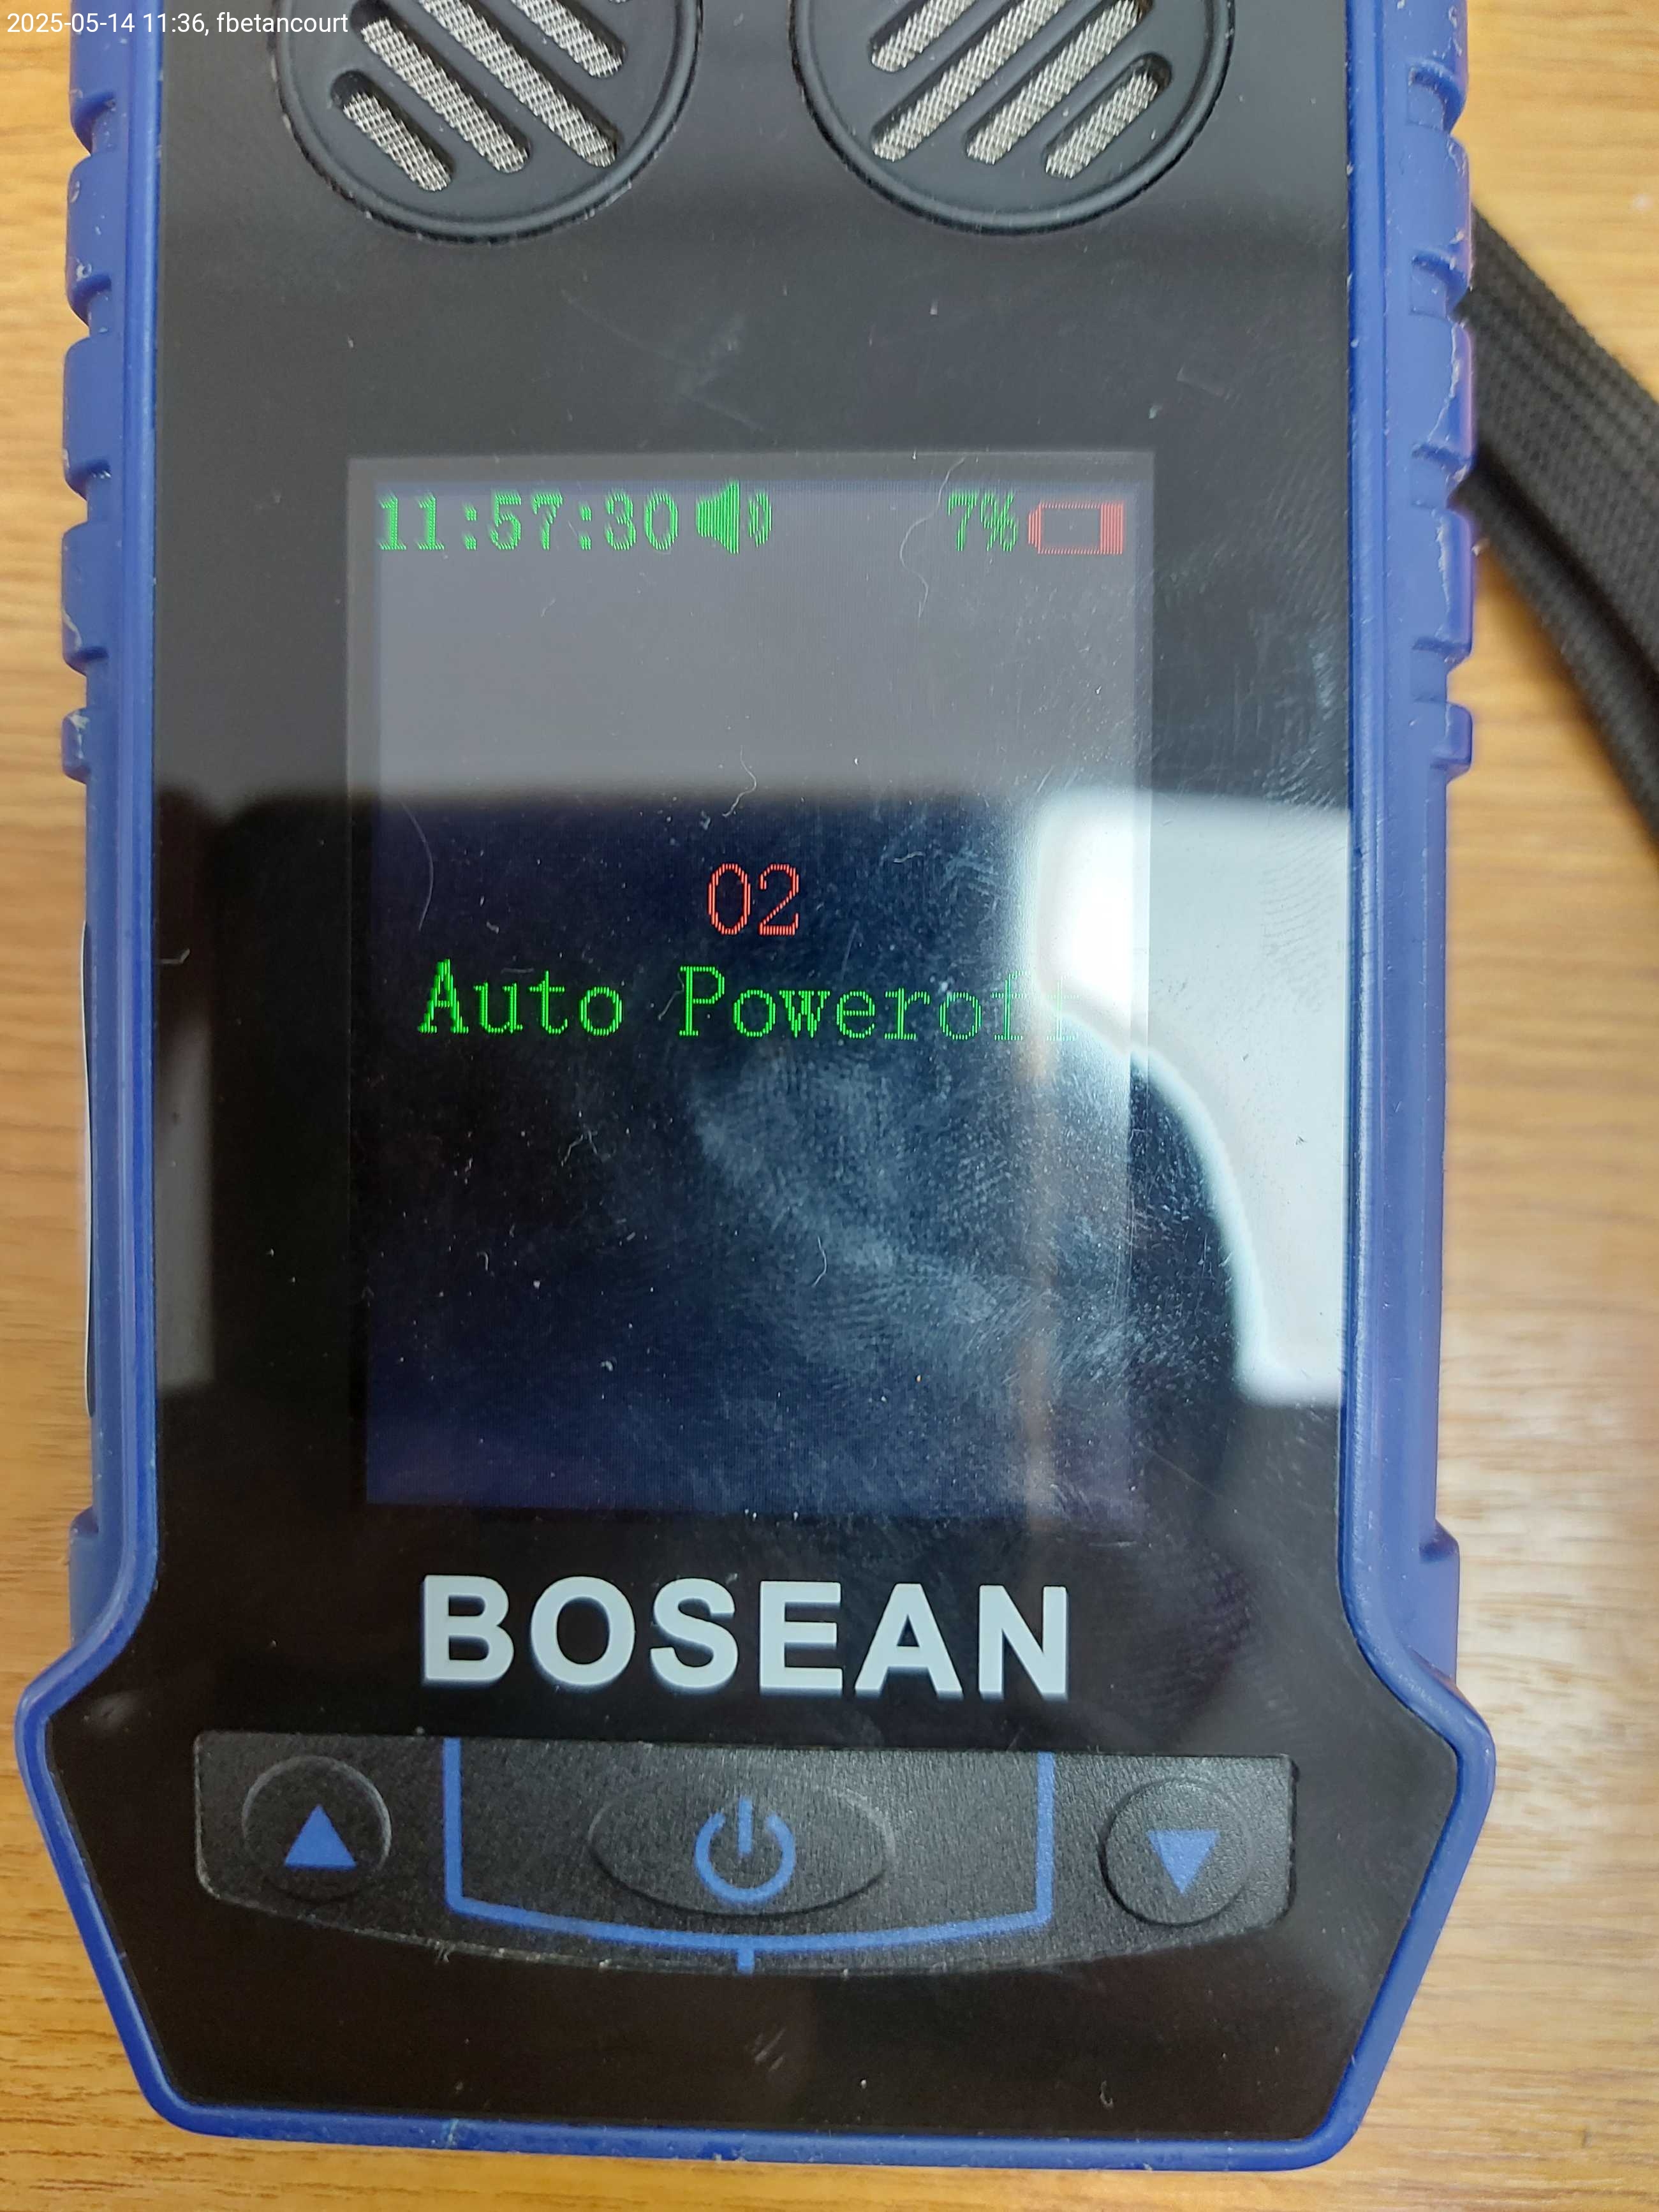 2025-05-14 11:36, fbetancourt
11:57:30 7%
02
Auto Poweroff
BOSEAN